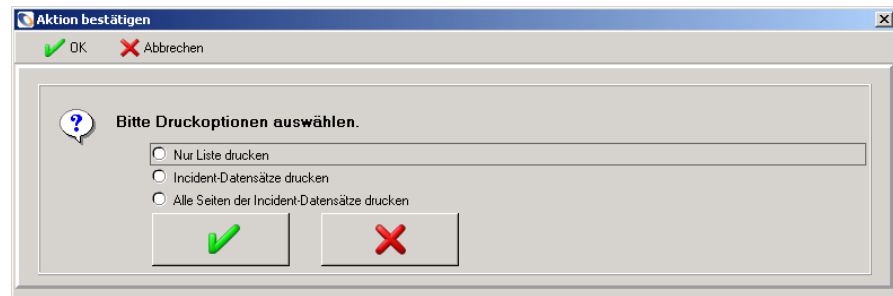 Aktion bestätigen
OK Abbrechen
Bitte Druckoptionen auswählen.
Nur Liste drucken
Incident-Datensätze drucken
Alle Seiten der Incident-Datensätze drucken